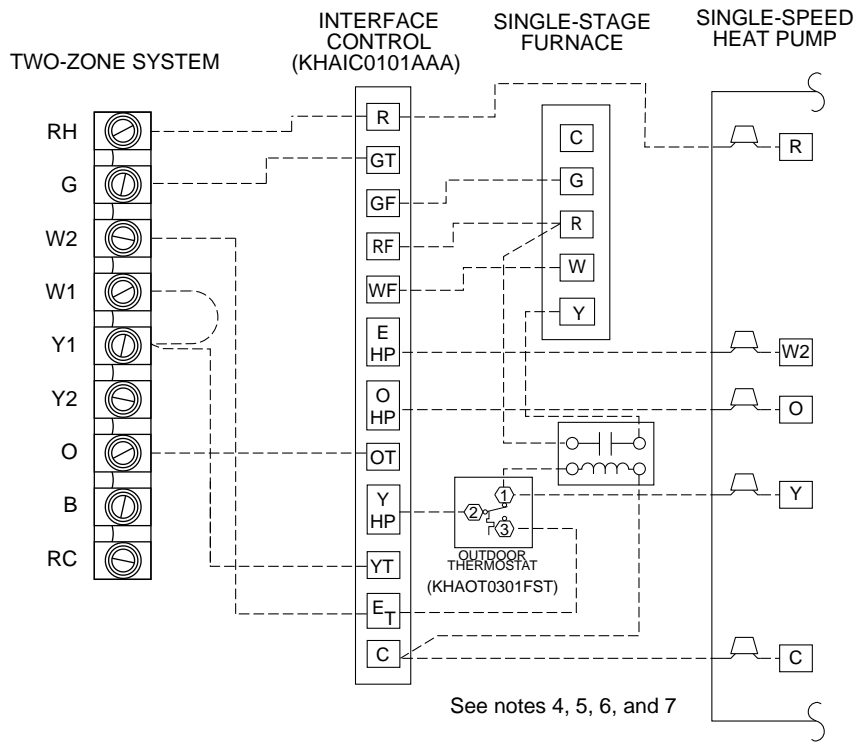 TWO-ZONE SYSTEM
RH
G
W2
W1
Y1
Y2
O
B
RC
INTERFACE
CONTROL
(KHAIC0101AAA)
R
GT
GF
RF
WF
E
HP
O
HP
OT
Y
HP
YT
ET
C
SINGLE-STAGE
FURNACE
C
G
R
W
Y
1
2
3
OUTDOOR
THERMOSTAT
(KHAOT0301FST)
SINGLE-SPEED
HEAT PUMP
R
W2
O
Y
C
See notes 4, 5, 6, and 7